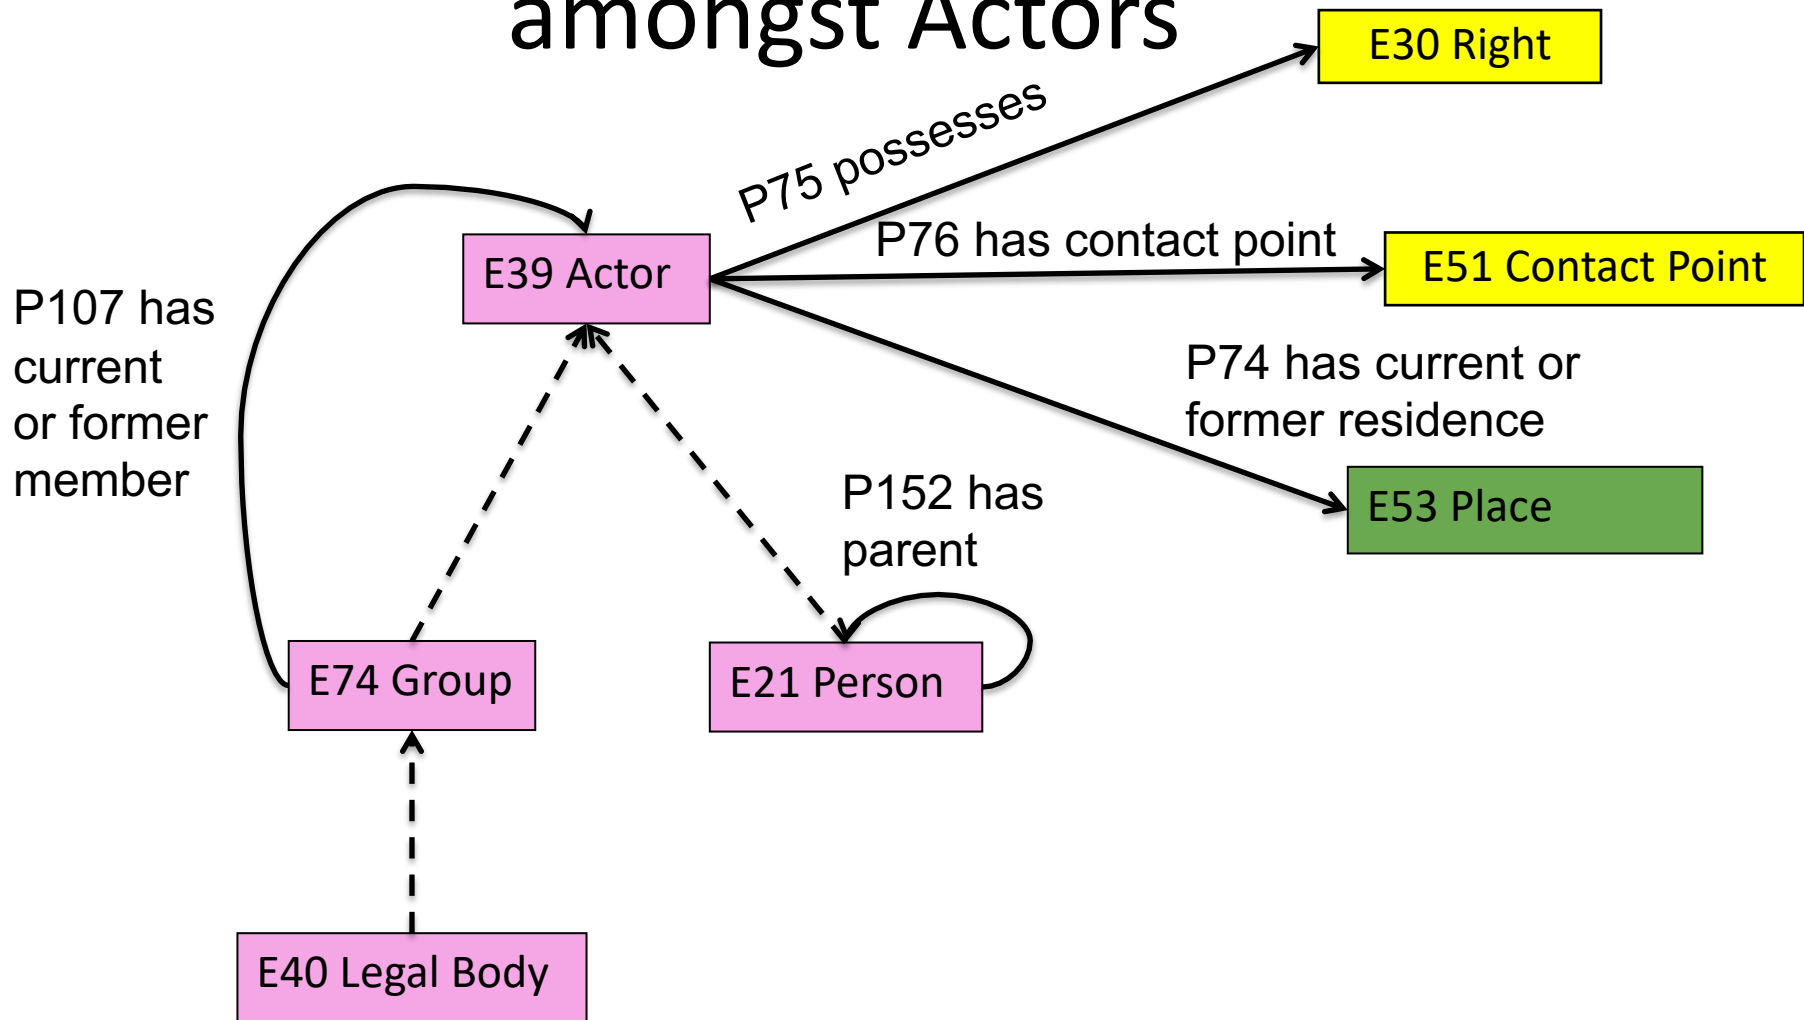 amongst Actors
E30 Right
P75 possesses
P76 has contact point
E39 Actor
E51 Contact Point
P107 has
current
or former
member
P74 has current or
former residence
P152 has
parent
E53 Place
E74 Group
E21 Person
E40 Legal Body